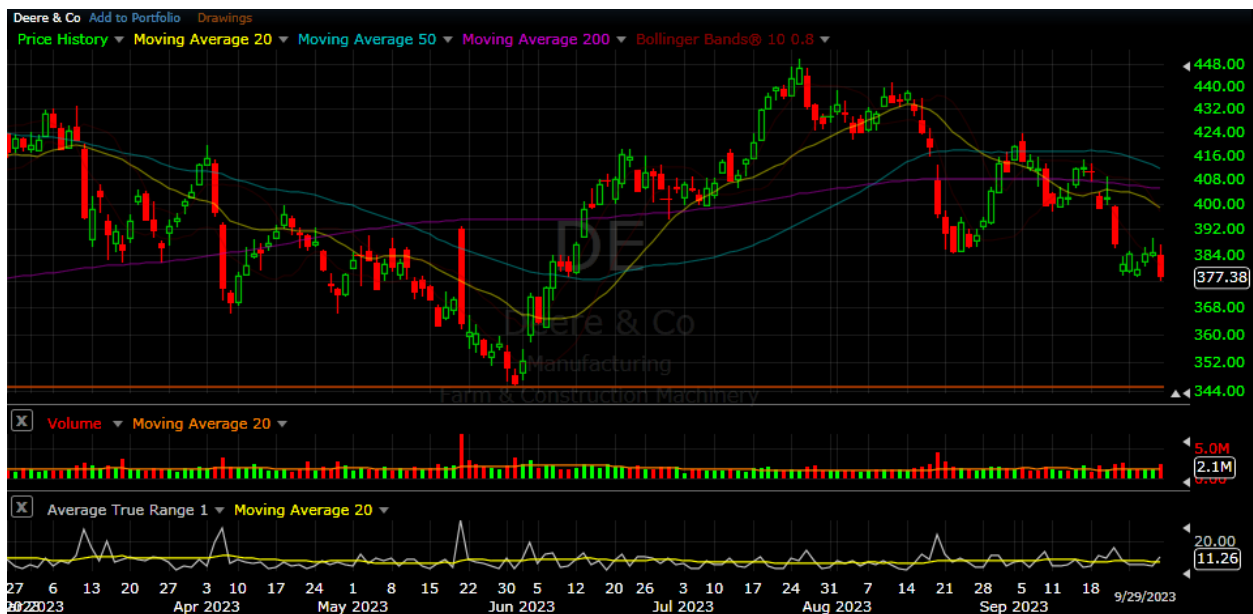 Deere & Co Add to Portfolio Drawings
Price History Moving Average 20 Moving Average 50 Moving Average 200 Bollinger Bands® 10 0.8
448.00
440.00
432.00
424.00
416.00
408.00
400.00
392.00
384.00
377.38
368.00
360.00
352.00
344.00
DE
Deere & Co
Manufacturing
Farm & Construction Machinery
X Volume Moving Average 20
5.0M
2.1M
X Average True Range 1 Moving Average 20
20.00
11.26
27 6 13 20 27 3 10 17 24 1 8 15 22 30 5 12 20 26 3 10 17 24 31 7 14 21 28 5 11 18 9/29/2023
2023 Apr 2023 May 2023 Jun 2023 Jul 2023 Aug 2023 Sep 2023